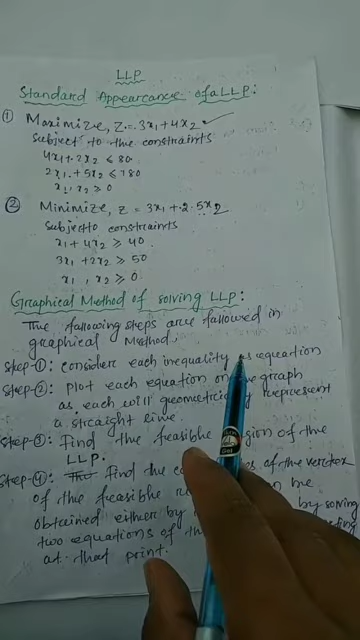 LLP
Standard Appearance of a LLP:
① Maximize, Z = 3x₁ + 4x₂
Subject to the constraints
4x₁ + 2x₂ ≤ 80
2x₁ + 5x₂ ≤ 180
x₁, x₂ ≥ 0
② Minimize, Z = 3x₁ + 2.5x₂
Subject to constraints
x₁ + 4x₂ ≥ 40
3x₁ + 2x₂ ≥ 50
x₁, x₂ ≥ 0
Graphical Method of solving LLP:
The following steps are followed in
graphical Method.
Step-①: consider each inequality as equation
Step-②: plot each equation on the graph
as each will geometrically represent
a straight line.
Step-③: Find the feasible region of the
LLP.
Step-④: Find the of the vertex
of the feasible
obtained either by by solving
two equations of
at that point.